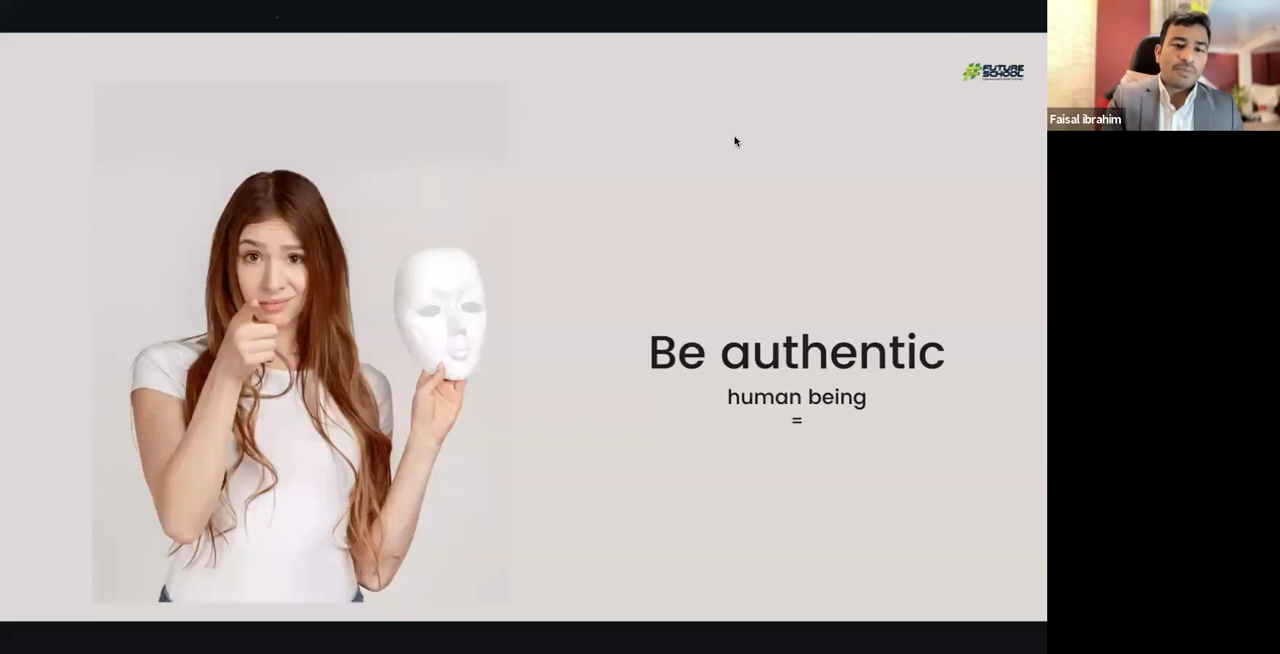 FUTURE
SCHOOL
Faisal ibrahim
Be authentic
human being
=